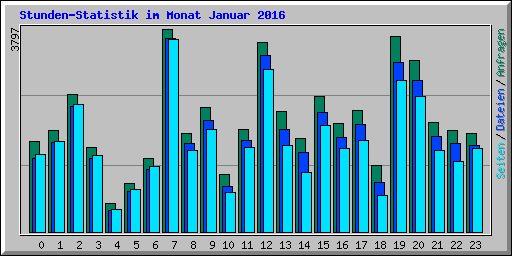 Stunden-Statistik im Monat Januar 2016
3797
Seiten/Dateien/Anfragen
0 1 2 3 4 5 6 7 8 9 10 11 12 13 14 15 16 17 18 19 20 21 22 23